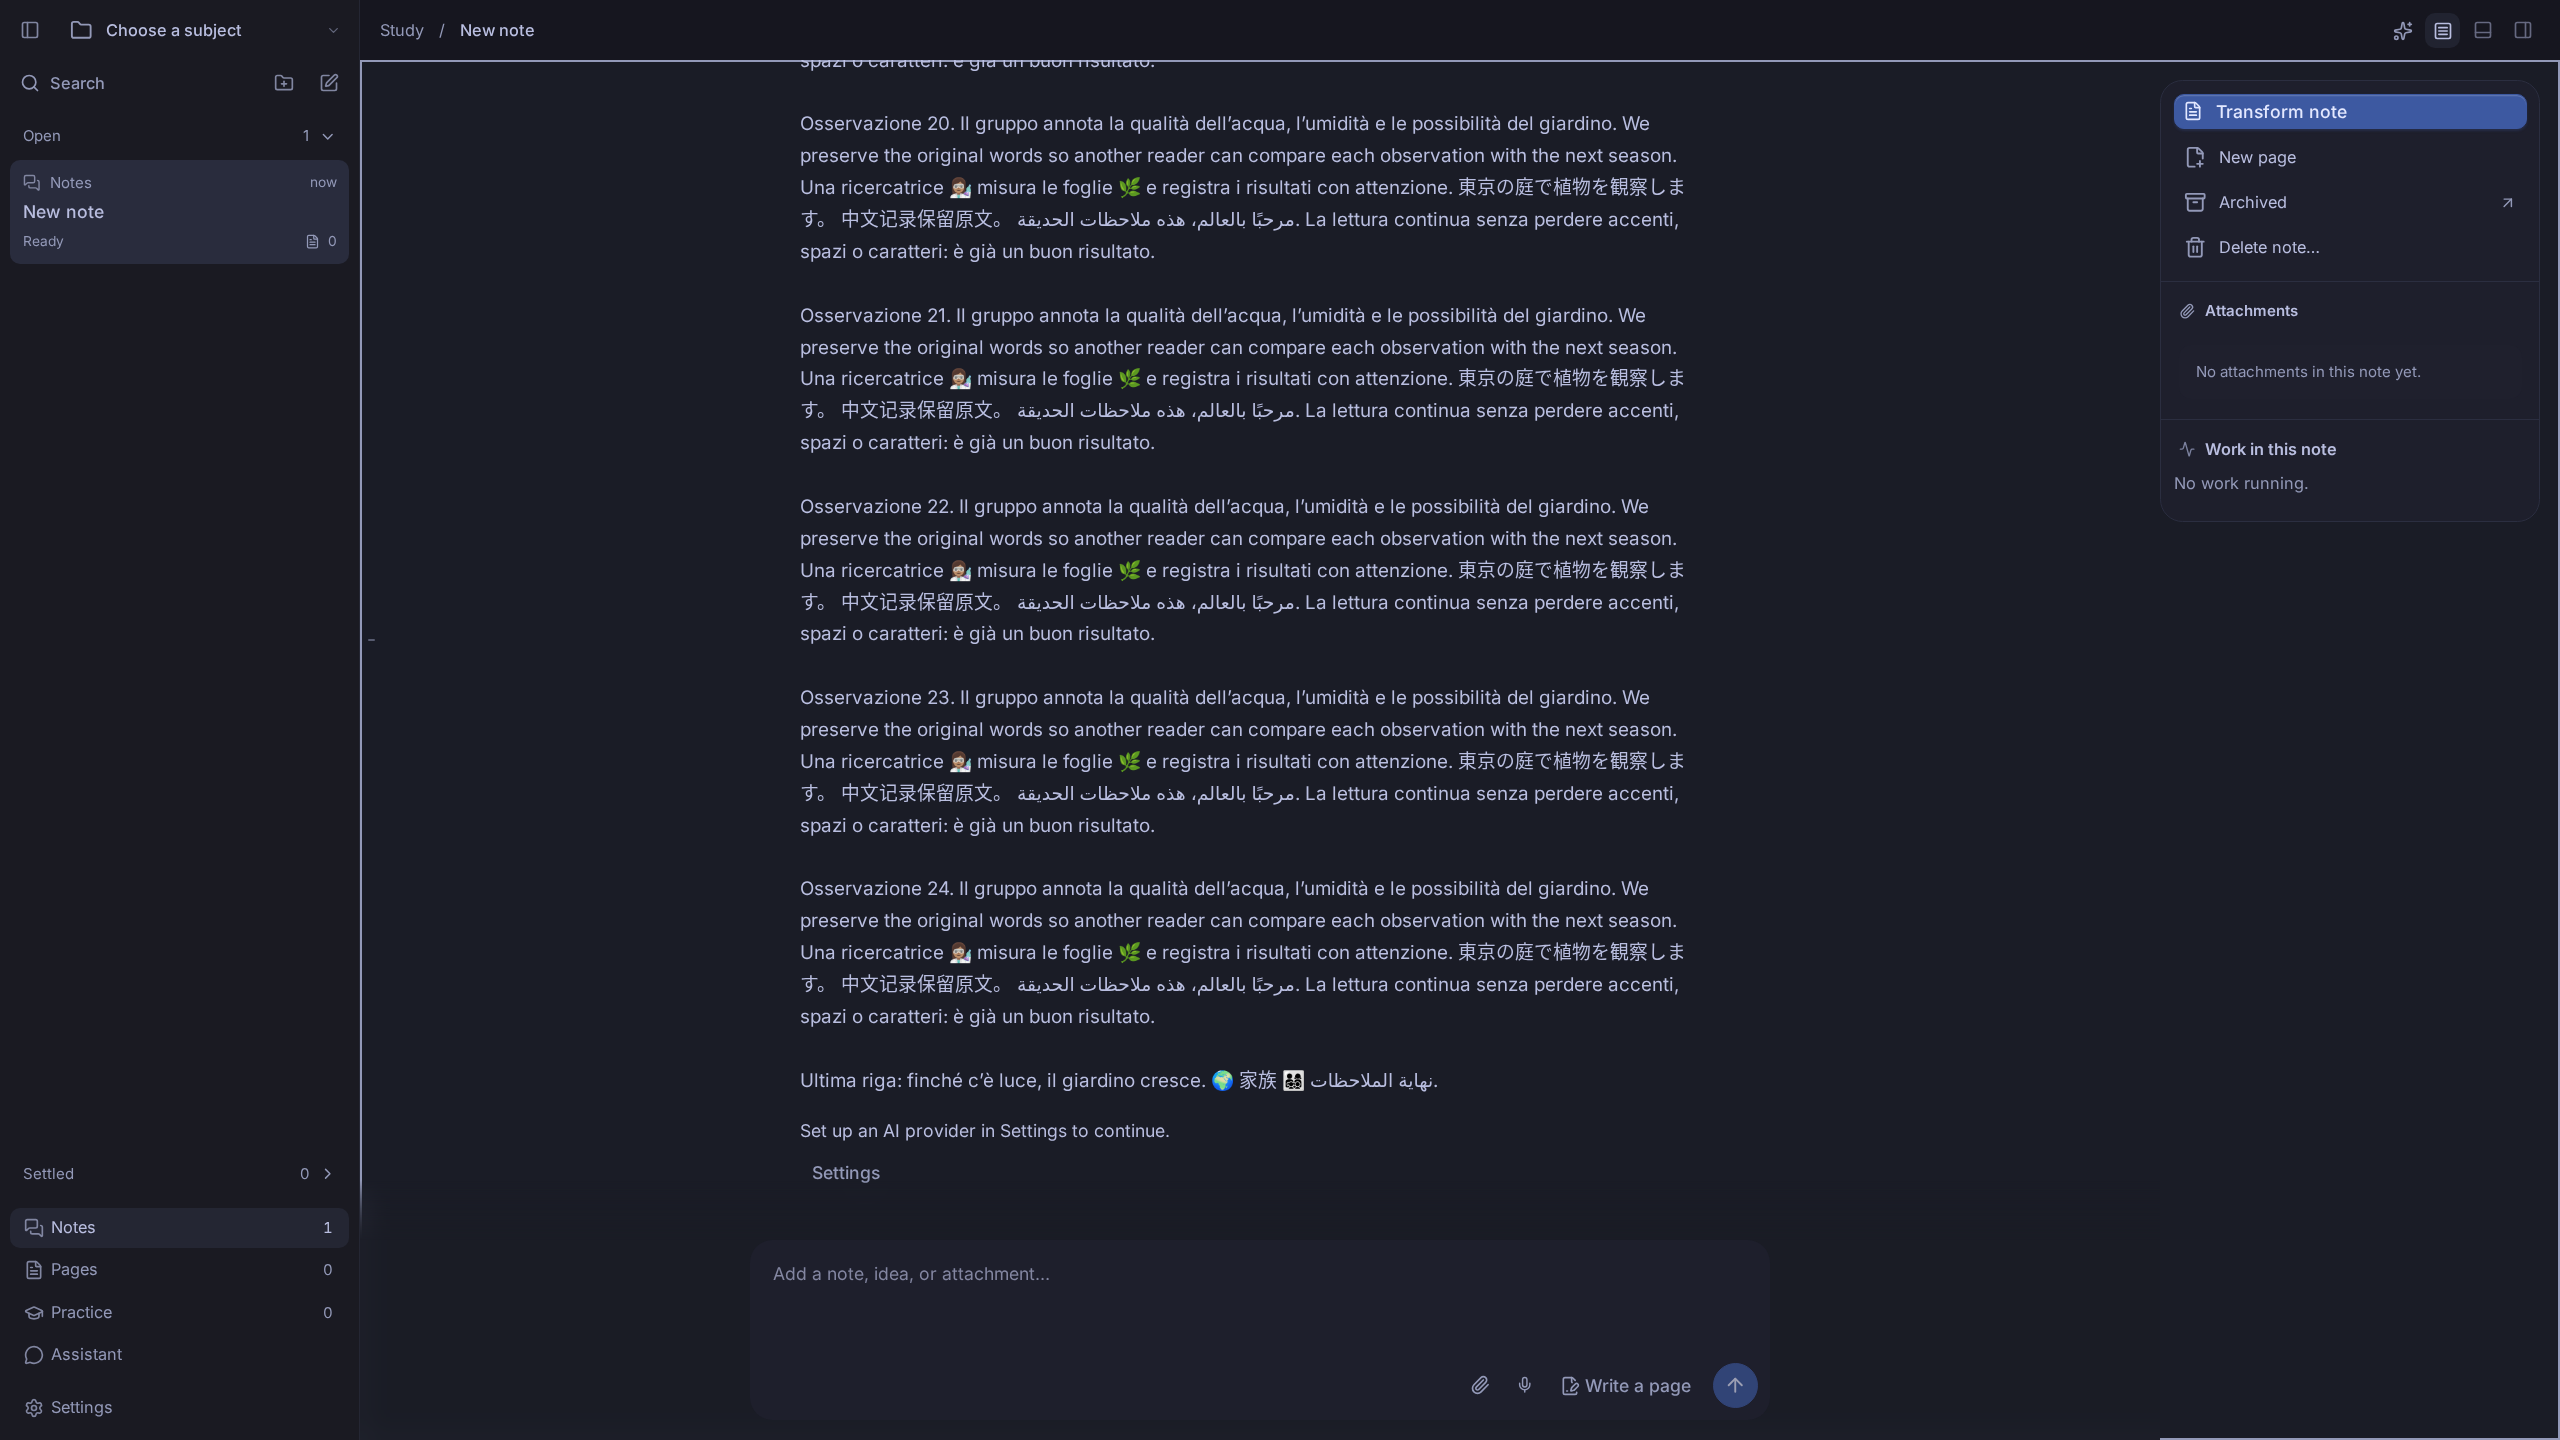 Choose a subject
Search
Open 1
Notes now
New note
Ready 0
Settled 0
Notes 1
Pages 0
Practice 0
Assistant
Settings
Study / New note
spazi o caratteri: è già un buon risultato.
Osservazione 20. Il gruppo annota la qualità dell’acqua, l’umidità e le possibilità del giardino. We
preserve the original words so another reader can compare each observation with the next season.
Una ricercatrice 👩🏽‍🔬 misura le foglie 🌿 e registra i risultati con attenzione. 東京の庭で植物を観察しま
す。 中文记录保留原文。 مرحبًا بالعالم، هذه ملاحظات الحديقة. La lettura continua senza perdere accenti,
spazi o caratteri: è già un buon risultato.
Osservazione 21. Il gruppo annota la qualità dell’acqua, l’umidità e le possibilità del giardino. We
preserve the original words so another reader can compare each observation with the next season.
Una ricercatrice 👩🏽‍🔬 misura le foglie 🌿 e registra i risultati con attenzione. 東京の庭で植物を観察しま
す。 中文记录保留原文。 مرحبًا بالعالم، هذه ملاحظات الحديقة. La lettura continua senza perdere accenti,
spazi o caratteri: è già un buon risultato.
Osservazione 22. Il gruppo annota la qualità dell’acqua, l’umidità e le possibilità del giardino. We
preserve the original words so another reader can compare each observation with the next season.
Una ricercatrice 👩🏽‍🔬 misura le foglie 🌿 e registra i risultati con attenzione. 東京の庭で植物を観察しま
す。 中文记录保留原文。 مرحبًا بالعالم، هذه ملاحظات الحديقة. La lettura continua senza perdere accenti,
spazi o caratteri: è già un buon risultato.
Osservazione 23. Il gruppo annota la qualità dell’acqua, l’umidità e le possibilità del giardino. We
preserve the original words so another reader can compare each observation with the next season.
Una ricercatrice 👩🏽‍🔬 misura le foglie 🌿 e registra i risultati con attenzione. 東京の庭で植物を観察しま
す。 中文记录保留原文。 مرحبًا بالعالم، هذه ملاحظات الحديقة. La lettura continua senza perdere accenti,
spazi o caratteri: è già un buon risultato.
Osservazione 24. Il gruppo annota la qualità dell’acqua, l’umidità e le possibilità del giardino. We
preserve the original words so another reader can compare each observation with the next season.
Una ricercatrice 👩🏽‍🔬 misura le foglie 🌿 e registra i risultati con attenzione. 東京の庭で植物を観察しま
す。 中文记录保留原文。 مرحبًا بالعالم، هذه ملاحظات الحديقة. La lettura continua senza perdere accenti,
spazi o caratteri: è già un buon risultato.
Ultima riga: finché c’è luce, il giardino cresce. 🌍 家族 👨‍👩‍👧‍👦 نهاية الملاحظات.
Set up an AI provider in Settings to continue.
Settings
Add a note, idea, or attachment...
Write a page
Transform note
New page
Archived
Delete note...
Attachments
No attachments in this note yet.
Work in this note
No work running.